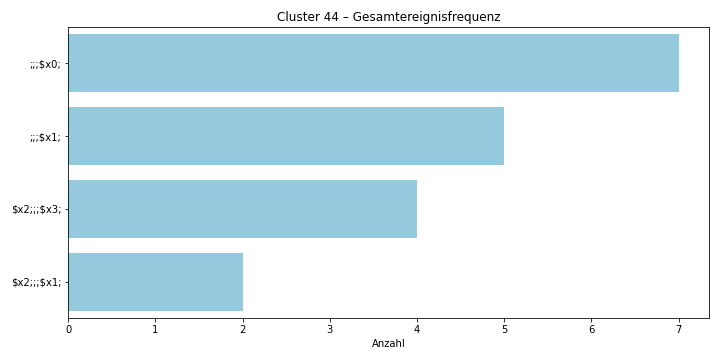 Cluster 44 – Gesamtereignisfrequenz
;;;$x0;
;;;$x1;
$x2;;;$x3;
$x2;;;$x1;
0 1 2 3 4 5 6 7
Anzahl